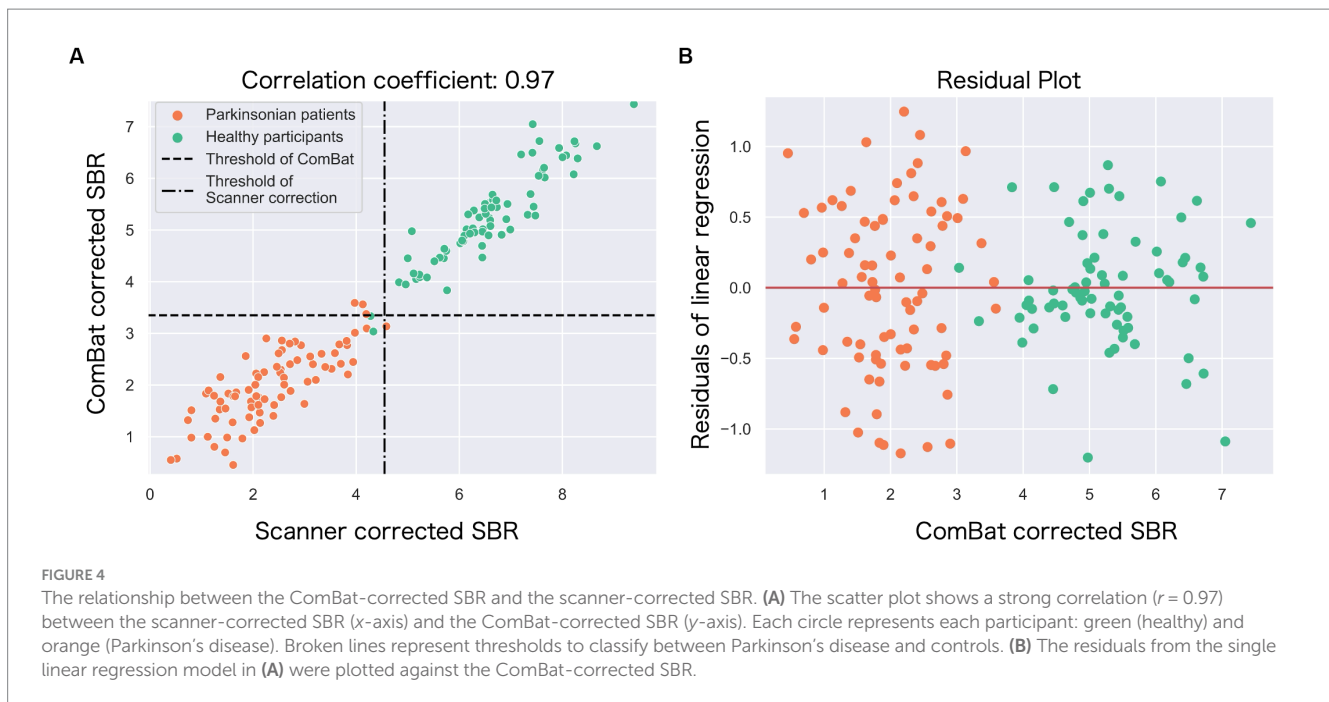 A
Correlation coefficient: 0.97
Parkinsonian patients
Healthy participants
Threshold of ComBat
Threshold of
Scanner correction
ComBat corrected SBR
7
6
5
4
3
2
1
0 2 4 6 8
Scanner corrected SBR
B
Residual Plot
Residuals of linear regression
1.0
0.5
0.0
−0.5
−1.0
1 2 3 4 5 6 7
ComBat corrected SBR
FIGURE 4
The relationship between the ComBat-corrected SBR and the scanner-corrected SBR. (A) The scatter plot shows a strong correlation (r = 0.97)
between the scanner-corrected SBR (x-axis) and the ComBat-corrected SBR (y-axis). Each circle represents each participant: green (healthy) and
orange (Parkinson’s disease). Broken lines represent thresholds to classify between Parkinson’s disease and controls. (B) The residuals from the single
linear regression model in (A) were plotted against the ComBat-corrected SBR.